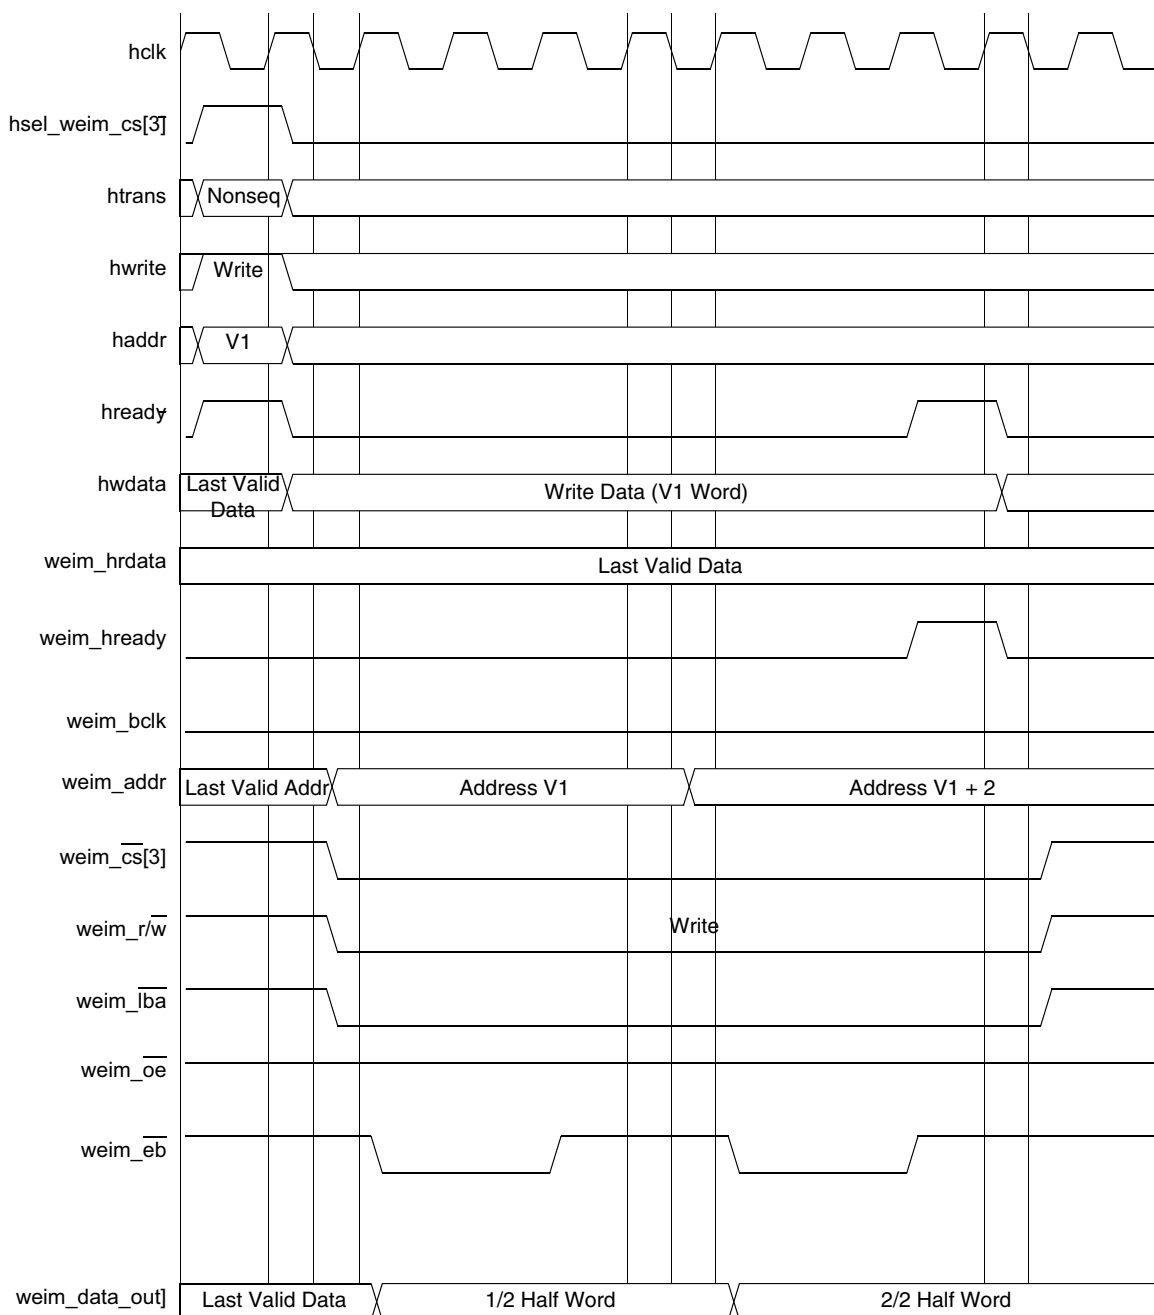 hclk
hsel_weim_cs[3]
htrans Nonseq
hwrite Write
haddr V1
hready
hwdata Last Valid Data Write Data (V1 Word)
weim_hrdata Last Valid Data
weim_hready
weim_bclk
weim_addr Last Valid Addr Address V1 Address V1 + 2
weim_cs[3]
weim_r/w Write
weim_lba
weim_oe
weim_eb
weim_data_out] Last Valid Data 1/2 Half Word 2/2 Half Word